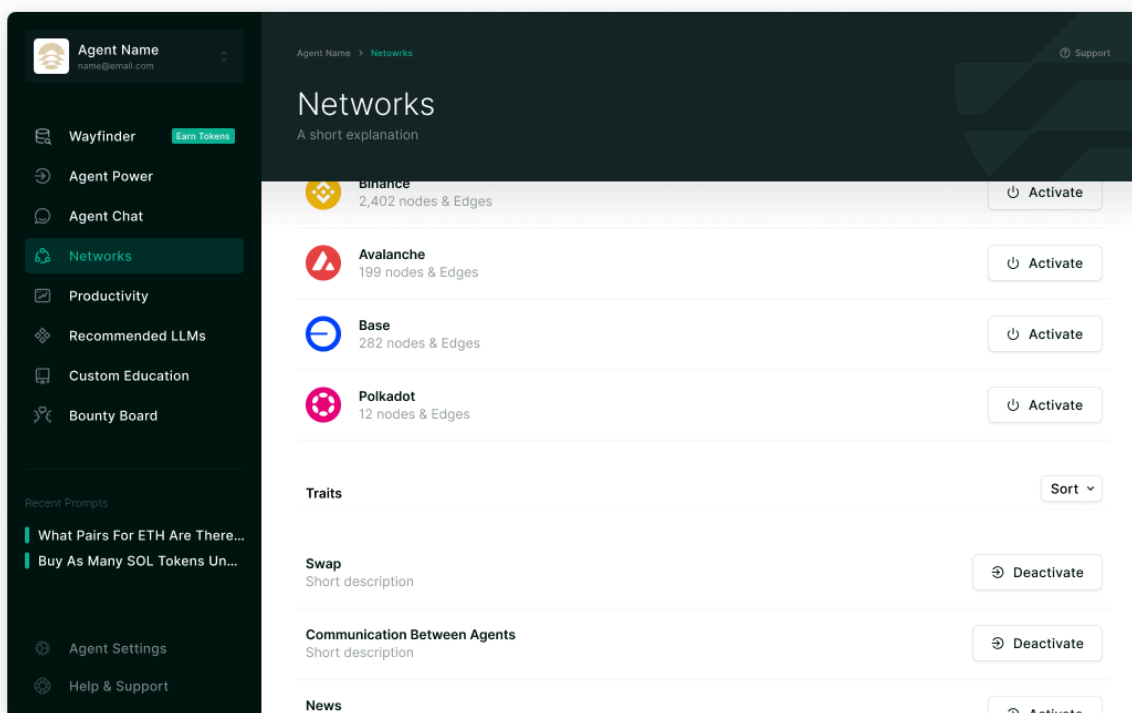 Agent Name
name@email.com
Wayfinder
Earn Tokens
Agent Power
Agent Chat
Networks
Productivity
Recommended LLMs
Custom Education
Bounty Board
Recent Prompts
What Pairs For ETH Are There...
Buy As Many SOL Tokens Un...
Agent Settings
Help & Support
Agent Name > Netowrks
Support
Networks
A short explanation
Binance
2,402 nodes & Edges
Activate
Avalanche
199 nodes & Edges
Activate
Base
282 nodes & Edges
Activate
Polkadot
12 nodes & Edges
Activate
Traits
Sort
Swap
Short description
Deactivate
Communication Between Agents
Short description
Deactivate
News
Activate